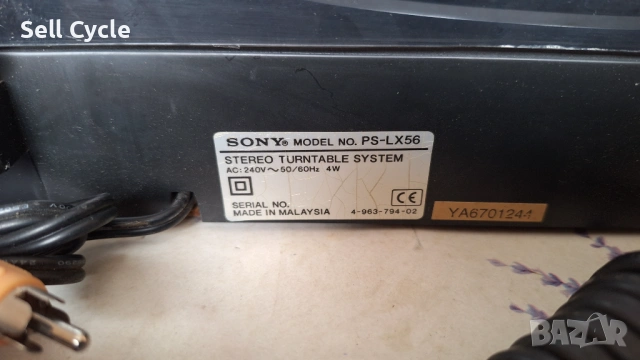 Sell Cycle
SONY® MODEL NO. PS-LX56
STEREO TURNTABLE SYSTEM
AC: 240V ~ 50/60Hz 4W
CE
SERIAL NO.
MADE IN MALAYSIA 4-963-794-02
YA6701244
BAZAR